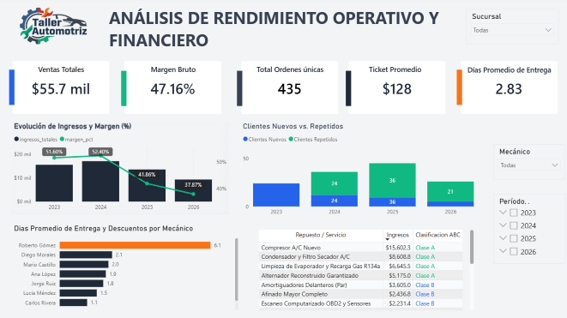 Taller
Automotriz
ANÁLISIS DE RENDIMIENTO OPERATIVO Y
FINANCIERO
Sucursal
Todas
Ventas Totales
$55.7 mil
Margen Bruto
47.16%
Total Ordenes únicas
435
Ticket Promedio
$128
Días Promedio de Entrega
2.83
Evolución de Ingresos y Margen (%)
ingresos_totales margen_pct
$20 mil
$10 mil
$0 mil
51.60%
52.40%
41.86%
37.87%
50%
40%
2023
2024
2025
2026
Clientes Nuevos vs. Repetidos
Clientes Nuevos Clientes Repetidos
50
0
24
24
36
36
21
2023
2024
2025
2026
Mecánico
Todas
Período. .
2023
2024
2025
2026
Dias Promedio de Entrega y Descuentos por Mecánico
Roberto Gómez 6.1
Diego Morales 2.1
Mario Castillo 2.0
Ana López 1.9
Jorge Ruiz 1.8
Lucía Méndez 1.5
Carlos Rivera 1.1
Repuesto / Servicio Ingresos Clasificacion ABC
Compresor A/C Nuevo $15,602.3 Clase A
Condensador y Filtro Secador A/C $8,608.8 Clase A
Limpieza de Evaporador y Recarga Gas R134a $6,645.5 Clase A
Alternador Reconstruido Garantizado $5,175.0 Clase A
Amortiguadores Delanteros (Par) $3,605.0 Clase B
Afinado Mayor Completo $2,436.8 Clase B
Escaneo Computarizado OBD2 y Sensores $2,231.4 Clase B